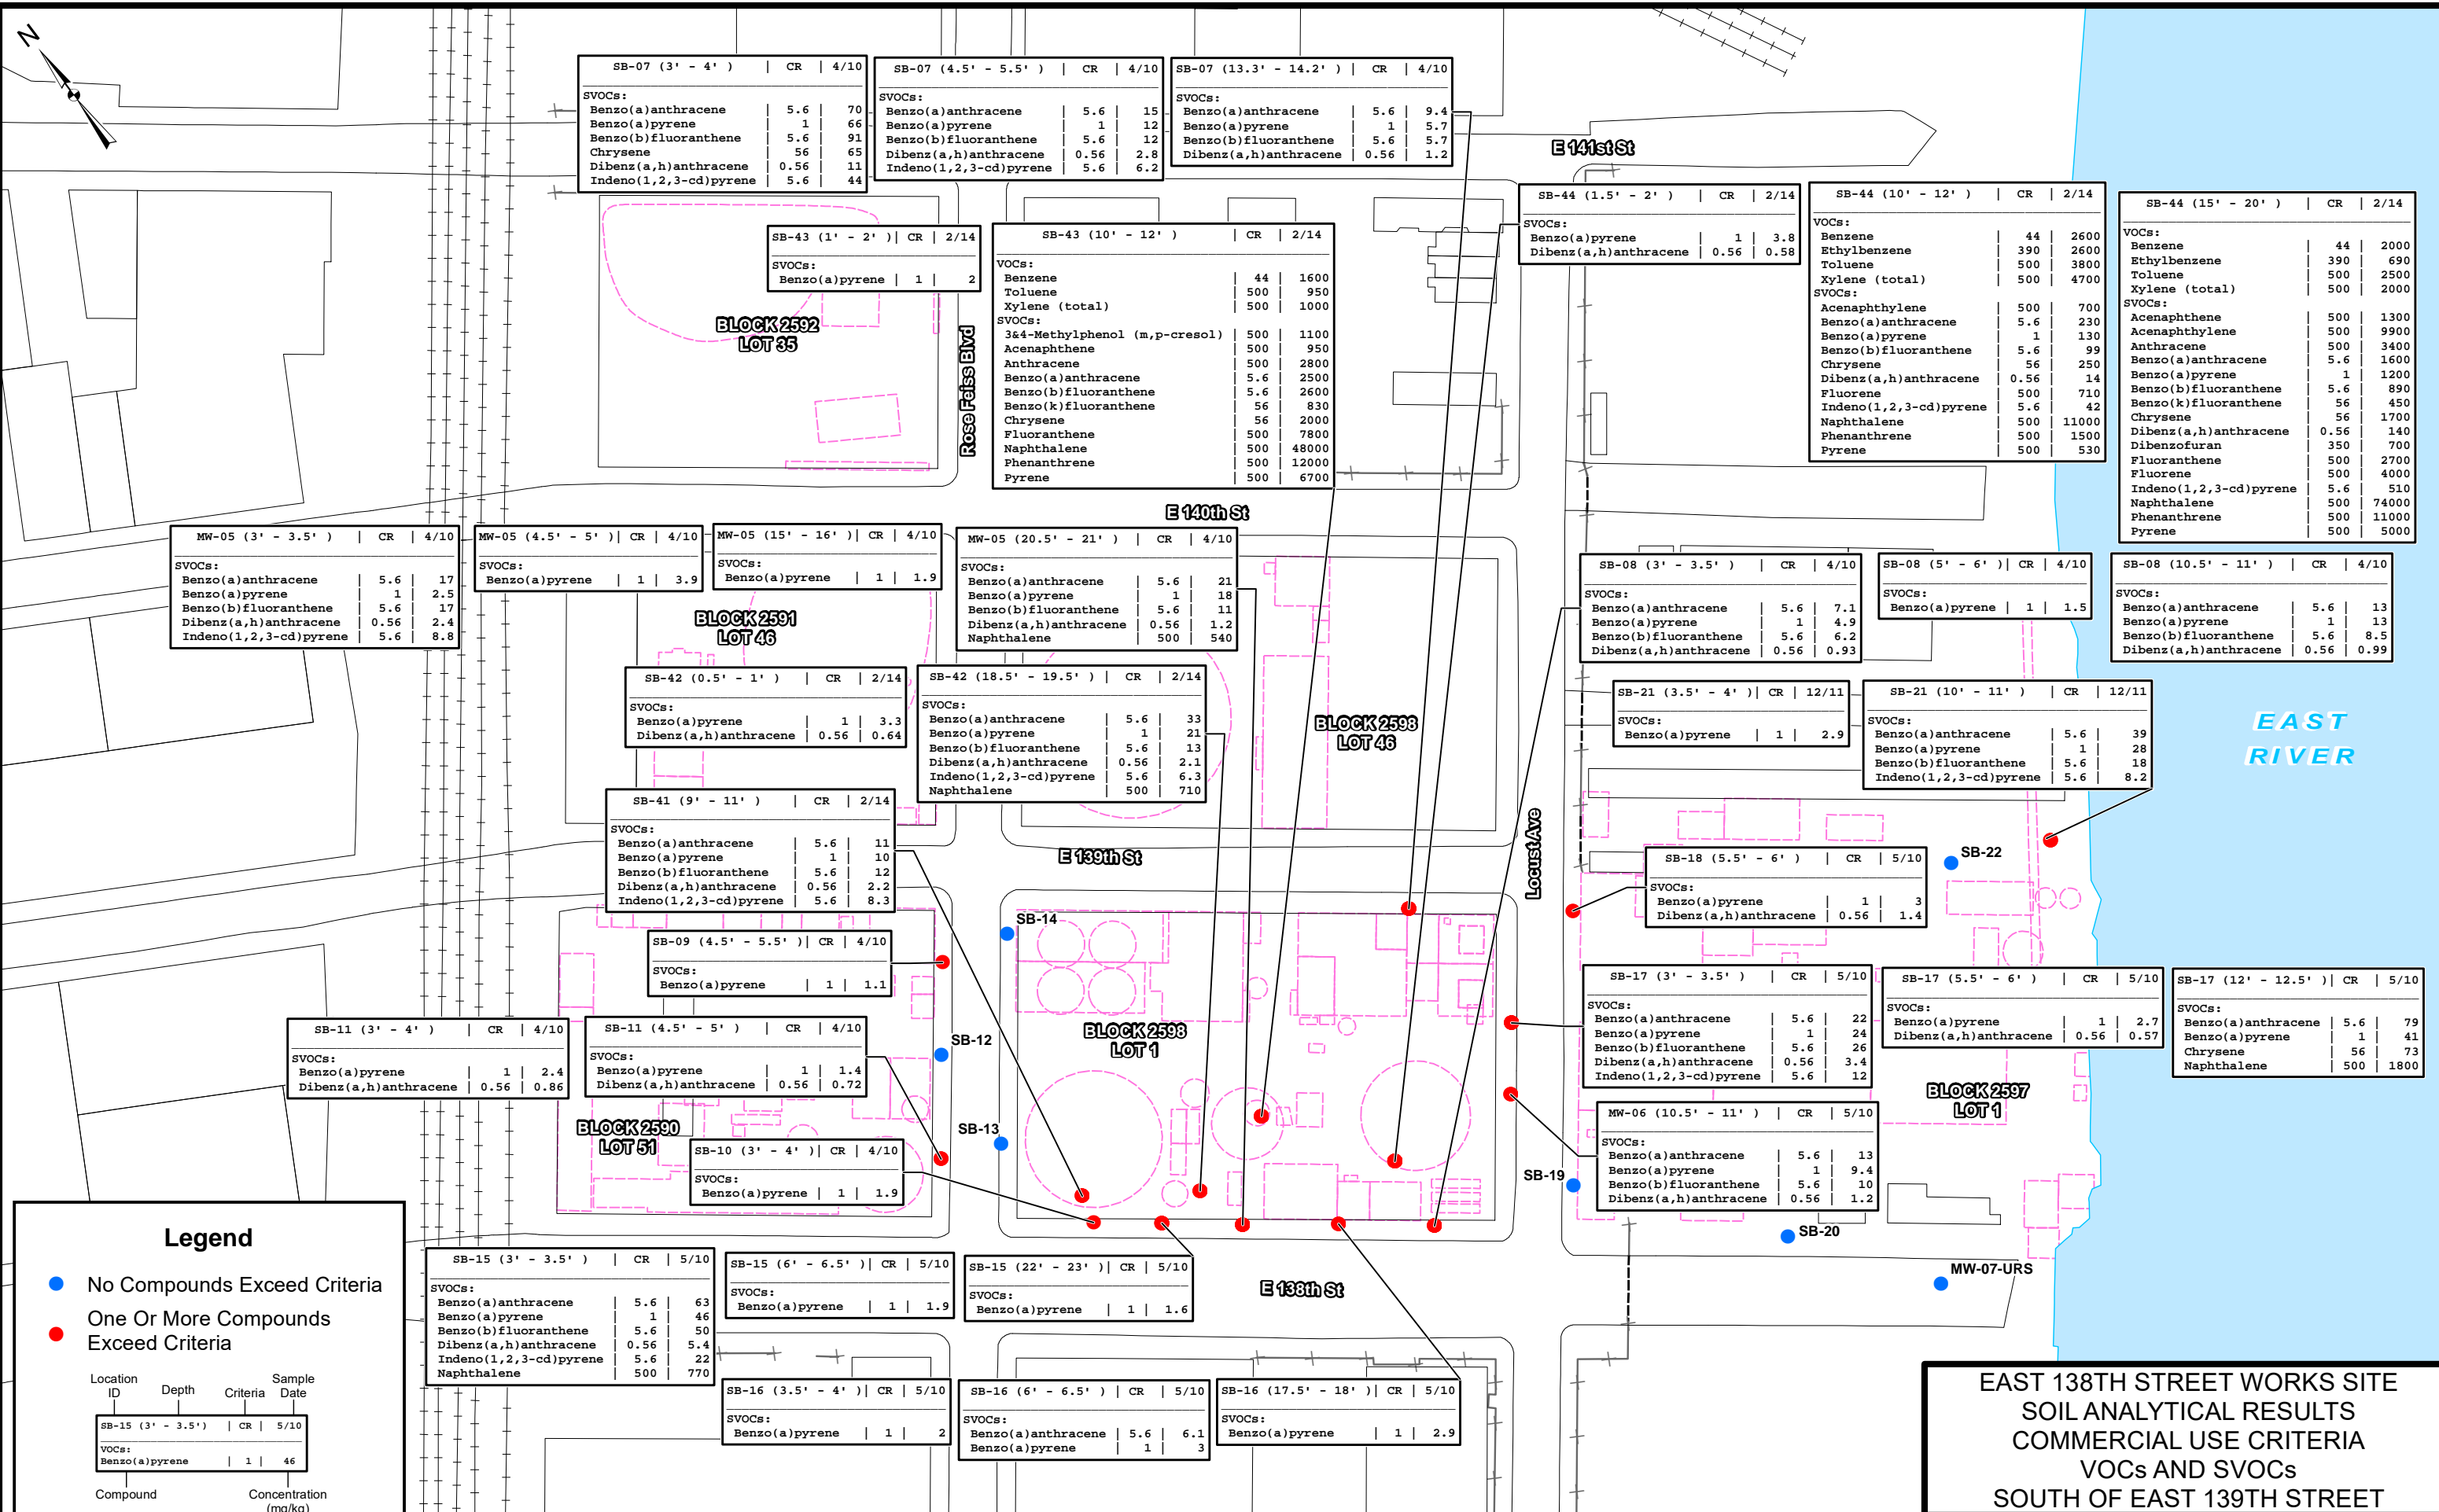 N
SB-07 (3' - 4' ) | CR | 4/10
SVOCs:
Benzo(a)anthracene | 5.6 | 70
Benzo(a)pyrene | 1 | 66
Benzo(b)fluoranthene | 5.6 | 91
Chrysene | 56 | 65
Dibenz(a,h)anthracene | 0.56 | 11
Indeno(1,2,3-cd)pyrene | 5.6 | 44
SB-07 (4.5' - 5.5' ) | CR | 4/10
SVOCs:
Benzo(a)anthracene | 5.6 | 15
Benzo(a)pyrene | 1 | 12
Benzo(b)fluoranthene | 5.6 | 12
Dibenz(a,h)anthracene | 0.56 | 2.8
Indeno(1,2,3-cd)pyrene | 5.6 | 6.2
SB-07 (13.3' - 14.2' ) | CR | 4/10
SVOCs:
Benzo(a)anthracene | 5.6 | 9.4
Benzo(a)pyrene | 1 | 5.7
Benzo(b)fluoranthene | 5.6 | 5.7
Dibenz(a,h)anthracene | 0.56 | 1.2
E 141st St
SB-44 (1.5' - 2' ) | CR | 2/14
SVOCs:
Benzo(a)pyrene | 1 | 3.8
Dibenz(a,h)anthracene | 0.56 | 0.58
SB-44 (10' - 12' ) | CR | 2/14
VOCs:
Benzene | 44 | 2600
Ethylbenzene | 390 | 2600
Toluene | 500 | 3800
Xylene (total) | 500 | 4700
SVOCs:
Acenaphthylene | 500 | 700
Benzo(a)anthracene | 5.6 | 230
Benzo(a)pyrene | 1 | 130
Benzo(b)fluoranthene | 5.6 | 99
Chrysene | 56 | 250
Dibenz(a,h)anthracene | 0.56 | 14
Fluorene | 500 | 710
Indeno(1,2,3-cd)pyrene | 5.6 | 42
Naphthalene | 500 | 11000
Phenanthrene | 500 | 1500
Pyrene | 500 | 530
SB-44 (15' - 20' ) | CR | 2/14
VOCs:
Benzene | 44 | 2000
Ethylbenzene | 390 | 690
Toluene | 500 | 2500
Xylene (total) | 500 | 2000
SVOCs:
Acenaphthene | 500 | 1300
Acenaphthylene | 500 | 9900
Anthracene | 500 | 3400
Benzo(a)anthracene | 5.6 | 1600
Benzo(a)pyrene | 1 | 1200
Benzo(b)fluoranthene | 5.6 | 890
Benzo(k)fluoranthene | 56 | 450
Chrysene | 56 | 1700
Dibenz(a,h)anthracene | 0.56 | 140
Dibenzofuran | 350 | 700
Fluoranthene | 500 | 2700
Fluorene | 500 | 4000
Indeno(1,2,3-cd)pyrene | 5.6 | 510
Naphthalene | 500 | 74000
Phenanthrene | 500 | 11000
Pyrene | 500 | 5000
SB-43 (1' - 2' )| CR | 2/14
SVOCs:
Benzo(a)pyrene | 1 | 2
SB-43 (10' - 12' ) | CR | 2/14
VOCs:
Benzene | 44 | 1600
Toluene | 500 | 950
Xylene (total) | 500 | 1000
SVOCs:
3&4-Methylphenol (m,p-cresol) | 500 | 1100
Acenaphthene | 500 | 950
Anthracene | 500 | 2800
Benzo(a)anthracene | 5.6 | 2500
Benzo(b)fluoranthene | 5.6 | 2600
Benzo(k)fluoranthene | 56 | 830
Chrysene | 56 | 2000
Fluoranthene | 500 | 7800
Naphthalene | 500 | 48000
Phenanthrene | 500 | 12000
Pyrene | 500 | 6700
BLOCK 2592
LOT 35
Rose Feiss Blvd
E 140th St
MW-05 (3' - 3.5' ) | CR | 4/10
SVOCs:
Benzo(a)anthracene | 5.6 | 17
Benzo(a)pyrene | 1 | 2.5
Benzo(b)fluoranthene | 5.6 | 17
Dibenz(a,h)anthracene | 0.56 | 2.4
Indeno(1,2,3-cd)pyrene | 5.6 | 8.8
MW-05 (4.5' - 5' )| CR | 4/10
SVOCs:
Benzo(a)pyrene | 1 | 3.9
MW-05 (15' - 16' )| CR | 4/10
SVOCs:
Benzo(a)pyrene | 1 | 1.9
MW-05 (20.5' - 21' ) | CR | 4/10
SVOCs:
Benzo(a)anthracene | 5.6 | 21
Benzo(a)pyrene | 1 | 18
Benzo(b)fluoranthene | 5.6 | 11
Dibenz(a,h)anthracene | 0.56 | 1.2
Naphthalene | 500 | 540
SB-08 (3' - 3.5' ) | CR | 4/10
SVOCs:
Benzo(a)anthracene | 5.6 | 7.1
Benzo(a)pyrene | 1 | 4.9
Benzo(b)fluoranthene | 5.6 | 6.2
Dibenz(a,h)anthracene | 0.56 | 0.93
SB-08 (5' - 6' )| CR | 4/10
SVOCs:
Benzo(a)pyrene | 1 | 1.5
SB-08 (10.5' - 11' ) | CR | 4/10
SVOCs:
Benzo(a)anthracene | 5.6 | 13
Benzo(a)pyrene | 1 | 13
Benzo(b)fluoranthene | 5.6 | 8.5
Dibenz(a,h)anthracene | 0.56 | 0.99
BLOCK 2591
LOT 46
SB-42 (0.5' - 1' ) | CR | 2/14
SVOCs:
Benzo(a)pyrene | 1 | 3.3
Dibenz(a,h)anthracene | 0.56 | 0.64
SB-42 (18.5' - 19.5' ) | CR | 2/14
SVOCs:
Benzo(a)anthracene | 5.6 | 33
Benzo(a)pyrene | 1 | 21
Benzo(b)fluoranthene | 5.6 | 13
Dibenz(a,h)anthracene | 0.56 | 2.1
Indeno(1,2,3-cd)pyrene | 5.6 | 6.3
Naphthalene | 500 | 710
BLOCK 2598
LOT 46
SB-21 (3.5' - 4' )| CR | 12/11
SVOCs:
Benzo(a)pyrene | 1 | 2.9
SB-21 (10' - 11' ) | CR | 12/11
SVOCs:
Benzo(a)anthracene | 5.6 | 39
Benzo(a)pyrene | 1 | 28
Benzo(b)fluoranthene | 5.6 | 18
Indeno(1,2,3-cd)pyrene | 5.6 | 8.2
EAST
RIVER
SB-41 (9' - 11' ) | CR | 2/14
SVOCs:
Benzo(a)anthracene | 5.6 | 11
Benzo(a)pyrene | 1 | 10
Benzo(b)fluoranthene | 5.6 | 12
Dibenz(a,h)anthracene | 0.56 | 2.2
Indeno(1,2,3-cd)pyrene | 5.6 | 8.3
E 139th St
Locust Ave
SB-18 (5.5' - 6' ) | CR | 5/10
SVOCs:
Benzo(a)pyrene | 1 | 3
Dibenz(a,h)anthracene | 0.56 | 1.4
SB-22
SB-14
SB-09 (4.5' - 5.5' )| CR | 4/10
SVOCs:
Benzo(a)pyrene | 1 | 1.1
SB-11 (3' - 4' ) | CR | 4/10
SVOCs:
Benzo(a)pyrene | 1 | 2.4
Dibenz(a,h)anthracene | 0.56 | 0.86
SB-11 (4.5' - 5' ) | CR | 4/10
SVOCs:
Benzo(a)pyrene | 1 | 1.4
Dibenz(a,h)anthracene | 0.56 | 0.72
SB-12
BLOCK 2598
LOT 1
SB-17 (3' - 3.5' ) | CR | 5/10
SVOCs:
Benzo(a)anthracene | 5.6 | 22
Benzo(a)pyrene | 1 | 24
Benzo(b)fluoranthene | 5.6 | 26
Dibenz(a,h)anthracene | 0.56 | 3.4
Indeno(1,2,3-cd)pyrene | 5.6 | 12
SB-17 (5.5' - 6' ) | CR | 5/10
SVOCs:
Benzo(a)pyrene | 1 | 2.7
Dibenz(a,h)anthracene | 0.56 | 0.57
SB-17 (12' - 12.5' )| CR | 5/10
SVOCs:
Benzo(a)anthracene | 5.6 | 79
Benzo(a)pyrene | 1 | 41
Chrysene | 56 | 73
Naphthalene | 500 | 1800
BLOCK 2597
LOT 1
BLOCK 2590
LOT 51
SB-13
SB-10 (3' - 4' )| CR | 4/10
SVOCs:
Benzo(a)pyrene | 1 | 1.9
MW-06 (10.5' - 11' ) | CR | 5/10
SVOCs:
Benzo(a)anthracene | 5.6 | 13
Benzo(a)pyrene | 1 | 9.4
Benzo(b)fluoranthene | 5.6 | 10
Dibenz(a,h)anthracene | 0.56 | 1.2
SB-19
SB-20
MW-07-URS
SB-15 (3' - 3.5' ) | CR | 5/10
SVOCs:
Benzo(a)anthracene | 5.6 | 63
Benzo(a)pyrene | 1 | 46
Benzo(b)fluoranthene | 5.6 | 50
Dibenz(a,h)anthracene | 0.56 | 5.4
Indeno(1,2,3-cd)pyrene | 5.6 | 22
Naphthalene | 500 | 770
SB-15 (6' - 6.5' )| CR | 5/10
SVOCs:
Benzo(a)pyrene | 1 | 1.9
SB-15 (22' - 23' )| CR | 5/10
SVOCs:
Benzo(a)pyrene | 1 | 1.6
E 138th St
SB-16 (3.5' - 4' )| CR | 5/10
SVOCs:
Benzo(a)pyrene | 1 | 2
SB-16 (6' - 6.5' ) | CR | 5/10
SVOCs:
Benzo(a)anthracene | 5.6 | 6.1
Benzo(a)pyrene | 1 | 3
SB-16 (17.5' - 18' )| CR | 5/10
SVOCs:
Benzo(a)pyrene | 1 | 2.9
Legend
No Compounds Exceed Criteria
One Or More Compounds
Exceed Criteria
Location ID
Depth
Criteria
Sample Date
SB-15 (3' - 3.5') | CR | 5/10
VOCs:
Benzo(a)pyrene | 1 | 46
Compound
Concentration
(mg/kg)
EAST 138TH STREET WORKS SITE
SOIL ANALYTICAL RESULTS
COMMERCIAL USE CRITERIA
VOCs AND SVOCs
SOUTH OF EAST 139TH STREET